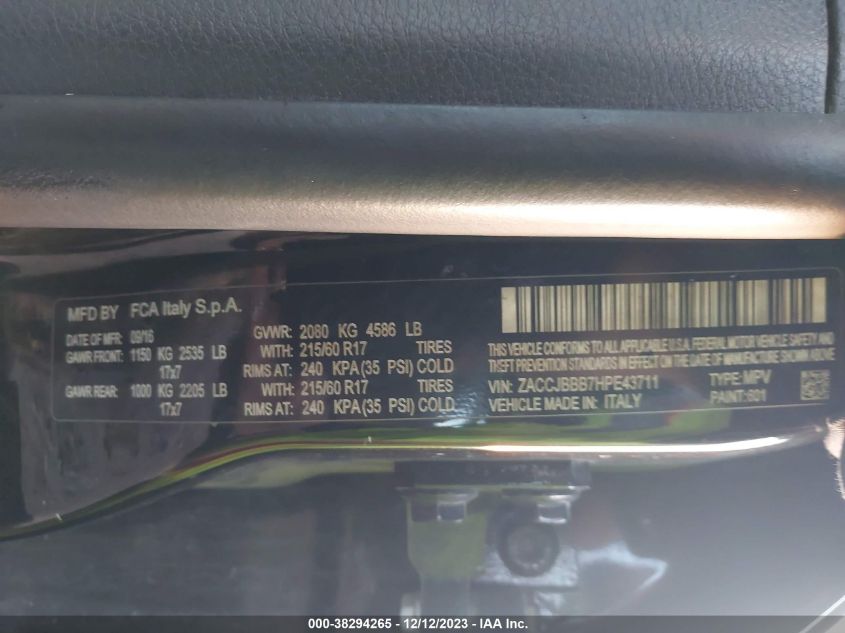 MFD BY FCA Italy S.p.A.
DATE OF MFR: 09/16 GVWR: 2080 KG 4586 LB
GAWR FRONT: 1150 KG 2535 LB WITH: 215/60 R17 TIRES
17x7 RIMS AT: 240 KPA(35 PSI) COLD
GAWR REAR: 1000 KG 2205 LB WITH: 215/60 R17 TIRES
17x7 RIMS AT: 240 KPA(35 PSI) COLD
THIS VEHICLE CONFORMS TO ALL APPLICABLE U.S.A. FEDERAL MOTOR VEHICLE SAFETY, BUMPER AND
THEFT PREVENTION STANDARDS IN EFFECT ON THE DATE OF MANUFACTURE SHOWN ABOVE.
VIN: ZACCJBBB7HPE43711 TYPE: MPV
VEHICLE MADE IN: ITALY PAINT: 601
000-38294265 - 12/12/2023 - IAA Inc.